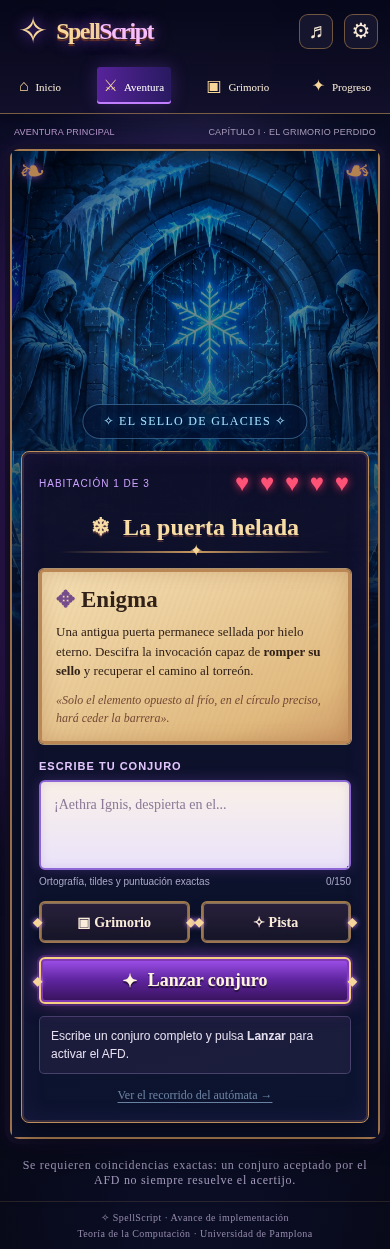 SpellScript
Inicio
Aventura
Grimorio
Progreso
AVENTURA PRINCIPAL
CAPÍTULO I · EL GRIMORIO PERDIDO
✧ EL SELLO DE GLACIES ✧
HABITACIÓN 1 DE 3
La puerta helada
Enigma
Una antigua puerta permanece sellada por hielo
eterno. Descifra la invocación capaz de romper su
sello y recuperar el camino al torreón.
«Solo el elemento opuesto al frío, en el círculo preciso,
hará ceder la barrera».
ESCRIBE TU CONJURO
¡Aethra Ignis, despierta en el...
Ortografía, tildes y puntuación exactas
0/150
Grimorio
✧ Pista
✦ Lanzar conjuro
Escribe un conjuro completo y pulsa Lanzar para
activar el AFD.
Ver el recorrido del autómata →
Se requieren coincidencias exactas: un conjuro aceptado por el
AFD no siempre resuelve el acertijo.
✧ SpellScript · Avance de implementación
Teoría de la Computación · Universidad de Pamplona